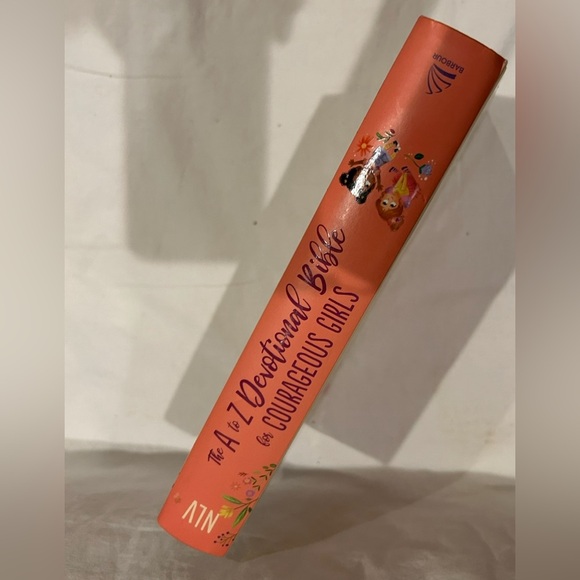 The A to Z Devotional Bible
for COURAGEOUS GIRLS
NLV
BARBOUR